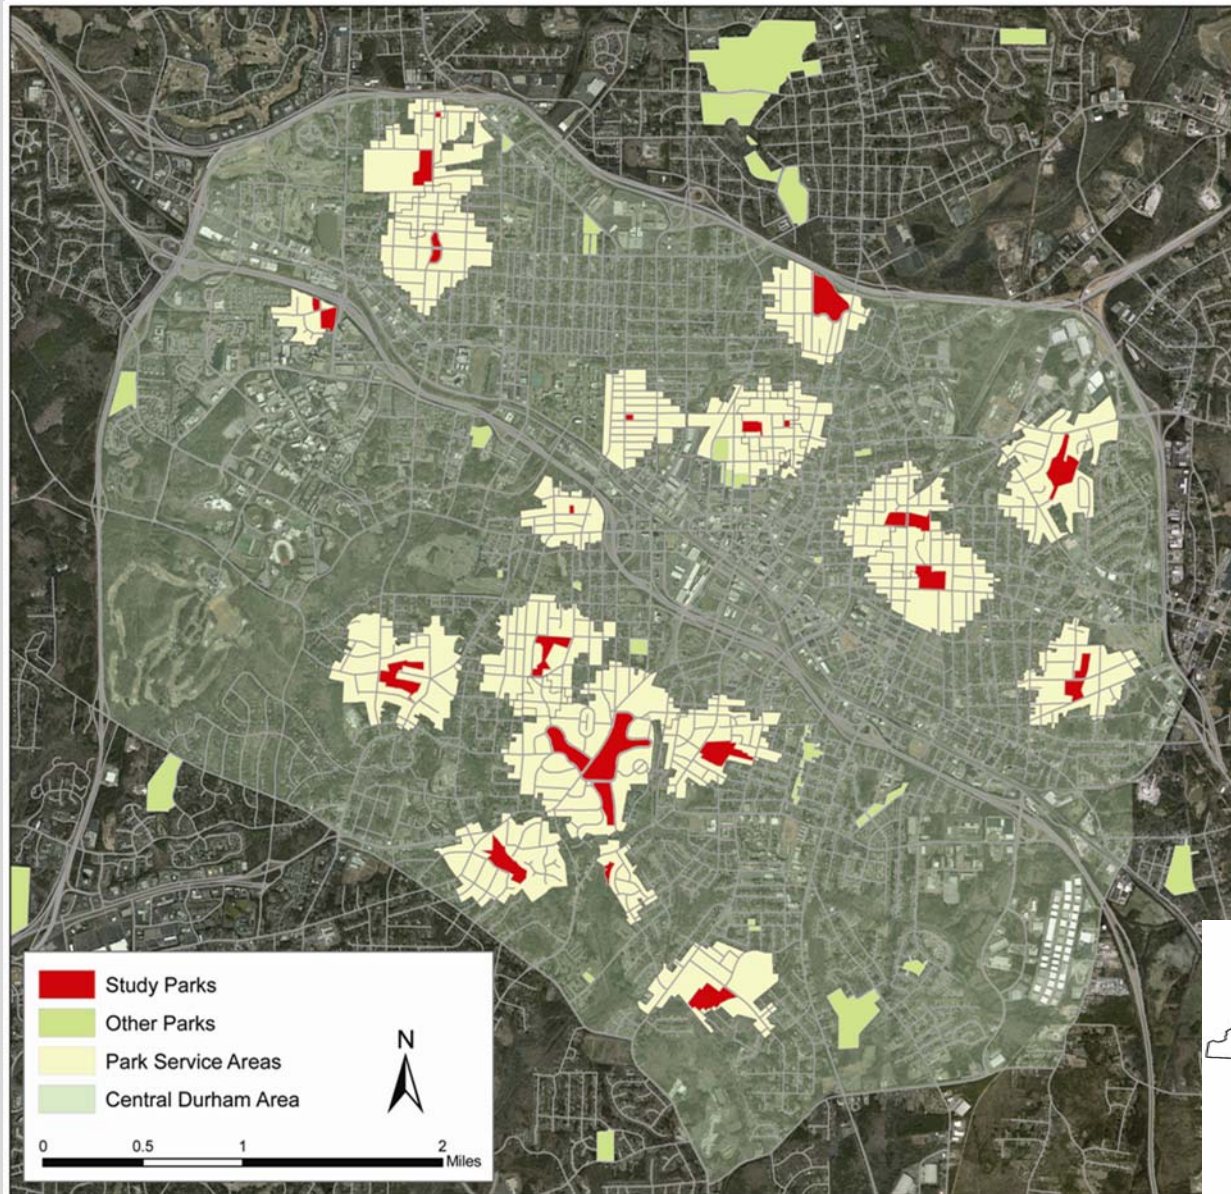 Study Parks
Other Parks
Park Service Areas
Central Durham Area
N
0 0.5 1 2
Miles